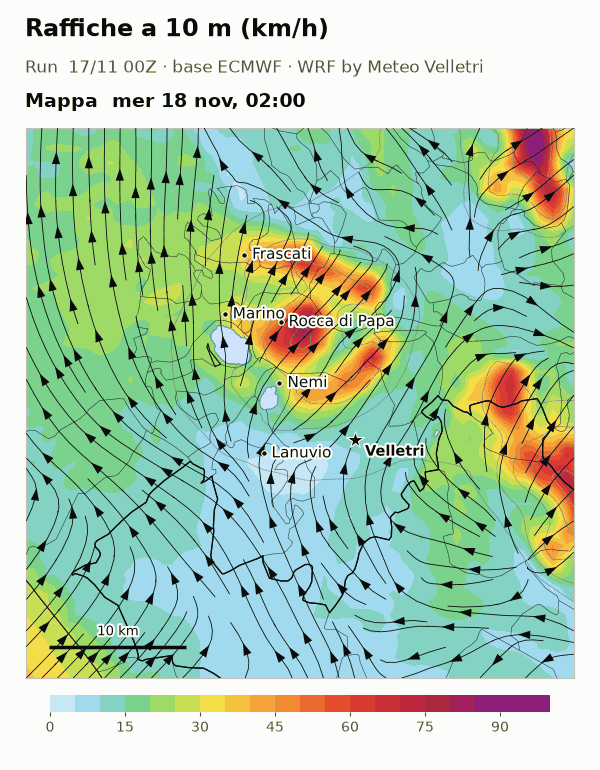 Raffiche a 10 m (km/h)
Run  17/11 00Z · base ECMWF · WRF by Meteo Velletri
Mappa  mer 18 nov, 02:00
Frascati
Marino
Rocca di Papa
Nemi
Velletri
Lanuvio
10 km
0 15 30 45 60 75 90